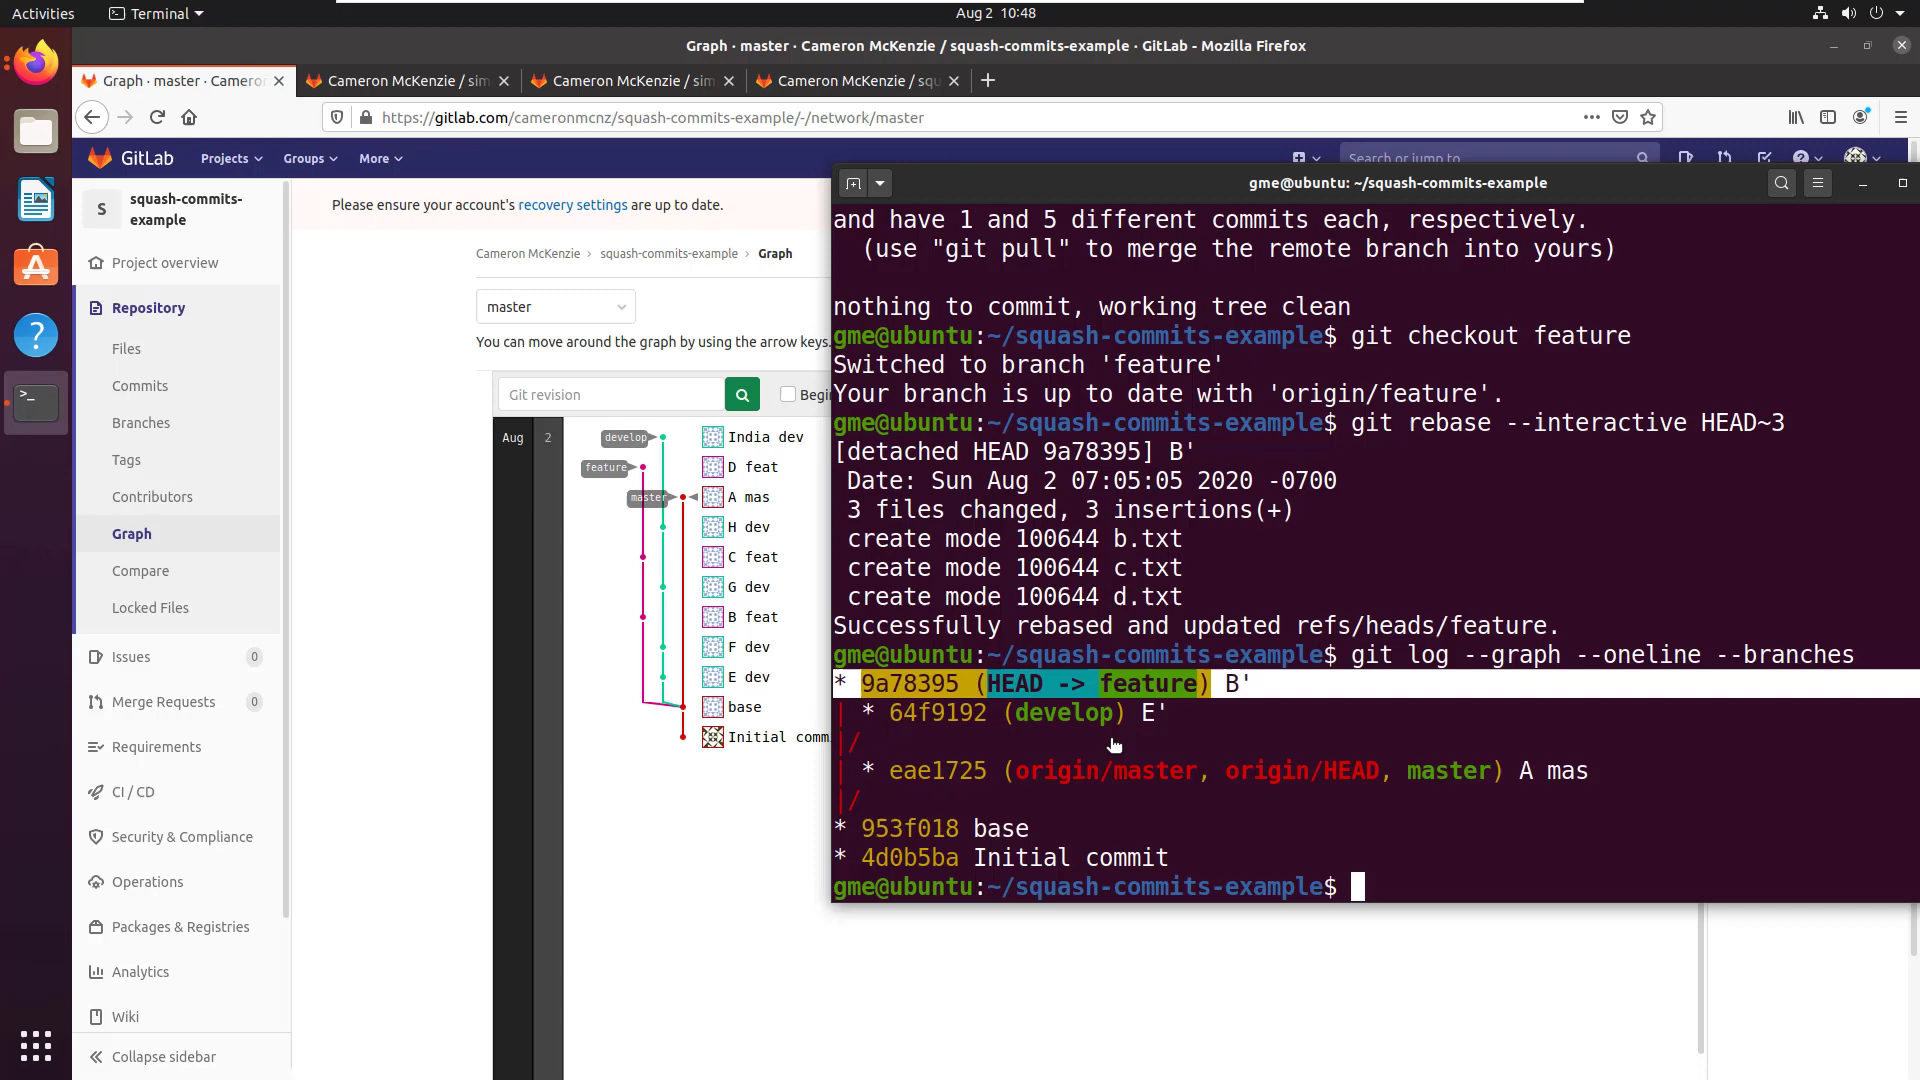 Activities
Terminal
Aug 2 10:48
Graph · master · Cameron McKenzie / squash-commits-example · GitLab - Mozilla Firefox
Graph · master · Camero
Cameron McKenzie / sim
Cameron McKenzie / sim
Cameron McKenzie / squ
https://gitlab.com/cameronmcnz/squash-commits-example/-/network/master
GitLab
Projects
Groups
More
Search or jump to
S
squash-commits-
example
Project overview
Repository
Files
Commits
Branches
Tags
Contributors
Graph
Compare
Locked Files
Issues
0
Merge Requests
0
Requirements
CI / CD
Security & Compliance
Operations
Packages & Registries
Analytics
Wiki
Collapse sidebar
Please ensure your account's recovery settings are up to date.
Cameron McKenzie
squash-commits-example
Graph
master
You can move around the graph by using the arrow keys.
Git revision
Begi
Aug
2
develop
India dev
feature
D feat
master
A mas
H dev
C feat
G dev
B feat
F dev
E dev
base
Initial comm
gme@ubuntu: ~/squash-commits-example
and have 1 and 5 different commits each, respectively.
(use "git pull" to merge the remote branch into yours)
nothing to commit, working tree clean
gme@ubuntu:~/squash-commits-example$ git checkout feature
Switched to branch 'feature'
Your branch is up to date with 'origin/feature'.
gme@ubuntu:~/squash-commits-example$ git rebase --interactive HEAD~3
[detached HEAD 9a78395] B'
Date: Sun Aug 2 07:05:05 2020 -0700
3 files changed, 3 insertions(+)
create mode 100644 b.txt
create mode 100644 c.txt
create mode 100644 d.txt
Successfully rebased and updated refs/heads/feature.
gme@ubuntu:~/squash-commits-example$ git log --graph --oneline --branches
* 9a78395 (HEAD -> feature) B'
| * 64f9192 (develop) E'
|/
| * eae1725 (origin/master, origin/HEAD, master) A mas
|/
* 953f018 base
* 4d0b5ba Initial commit
gme@ubuntu:~/squash-commits-example$